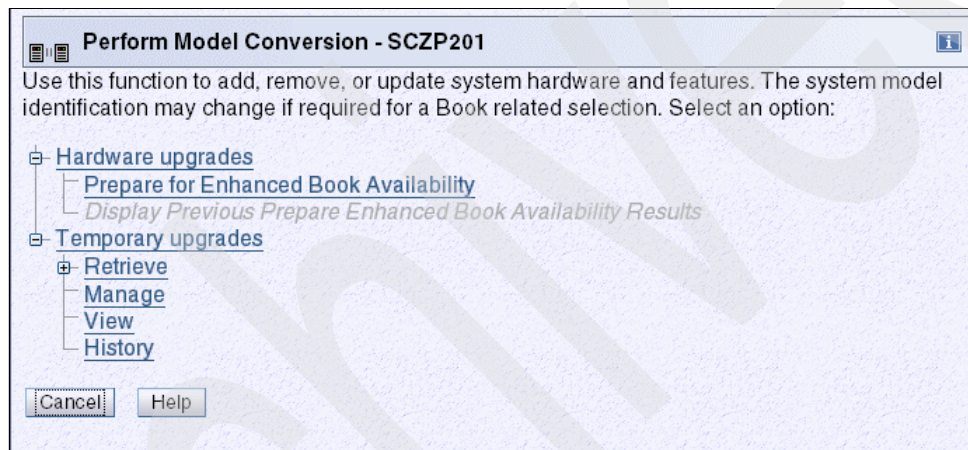 Perform Model Conversion - SCZP201
Use this function to add, remove, or update system hardware and features. The system model
identification may change if required for a Book related selection. Select an option:
Hardware upgrades
Prepare for Enhanced Book Availability
Display Previous Prepare Enhanced Book Availability Results
Temporary upgrades
Retrieve
Manage
View
History
Cancel Help